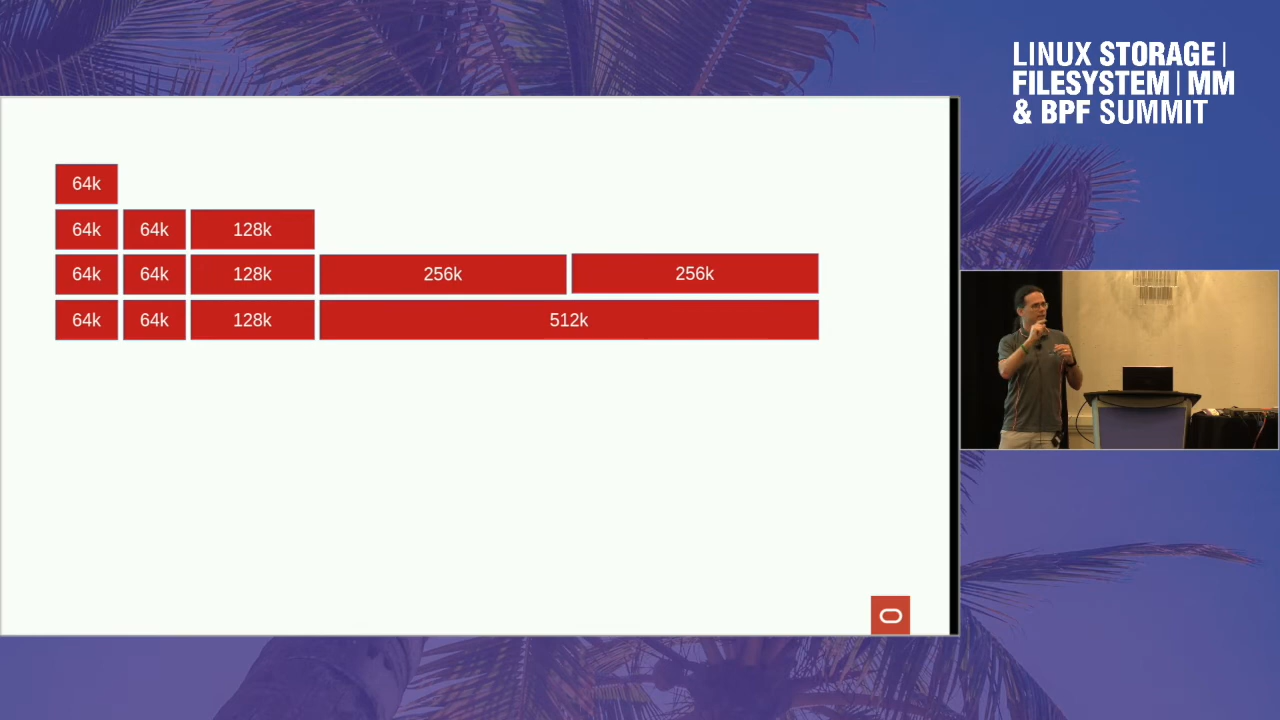 LINUX STORAGE |
FILESYSTEM | MM
& BPF SUMMIT
64k
64k 64k 128k
64k 64k 128k 256k 256k
64k 64k 128k 512k